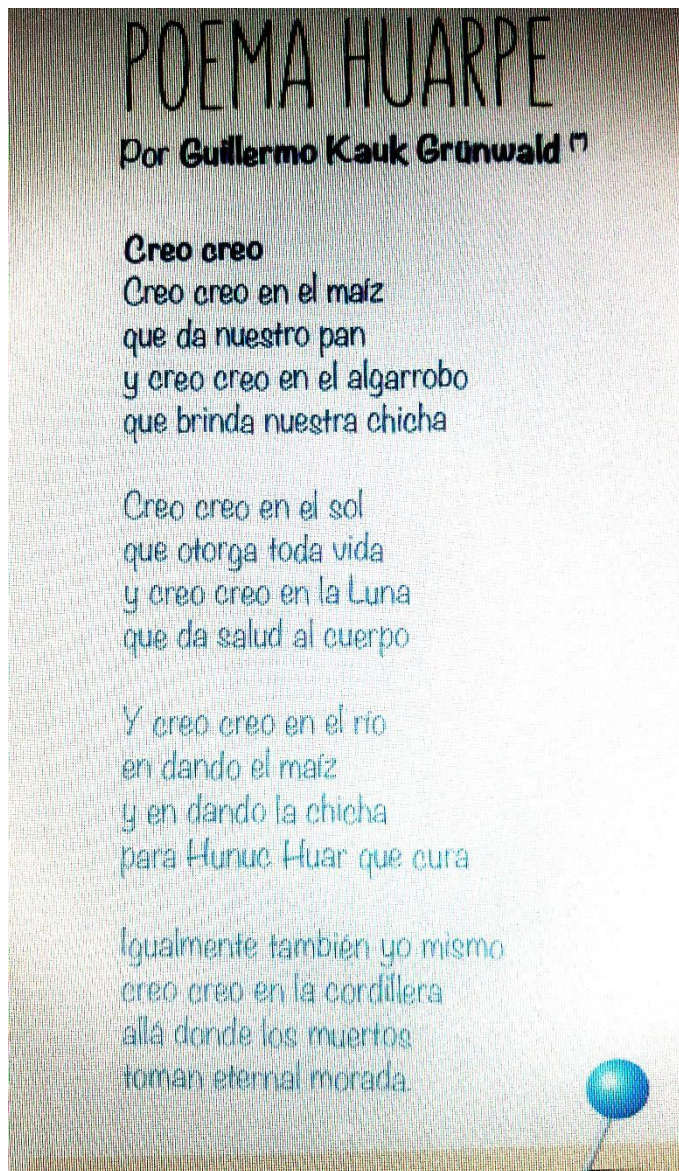 POEMA HUARPE
Por Guillermo Kauk Grünwald (*)
Creo creo
Creo creo en el maíz
que da nuestro pan
y creo creo en el algarrobo
que brinda nuestra chicha
Creo creo en el sol
que otorga toda vida
y creo creo en la Luna
que da salud al cuerpo
Y creo creo en el río
en dando el maíz
y en dando la chicha
para Hunuc Huar que cura
Igualmente también yo mismo
creo creo en la cordillera
allá donde los muertos
toman eternal morada.